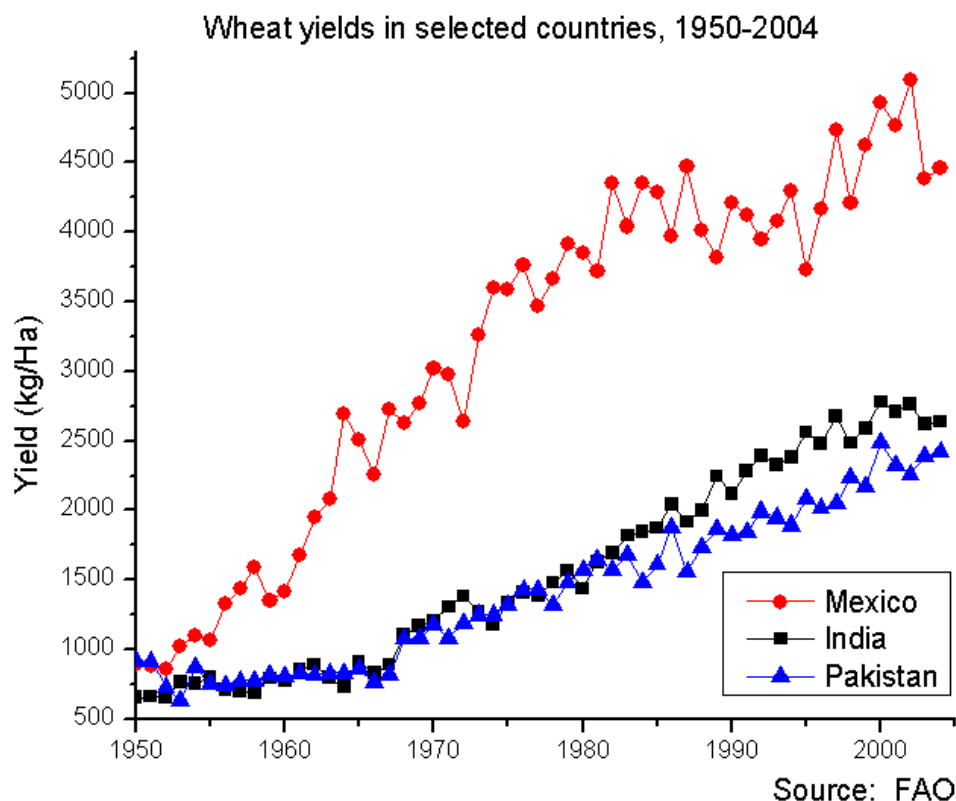 Wheat yields in selected countries, 1950-2004
Yield (kg/Ha)
5000
4500
4000
3500
3000
2500
2000
1500
1000
500
1950
1960
1970
1980
1990
2000
Mexico
India
Pakistan
Source: FAO